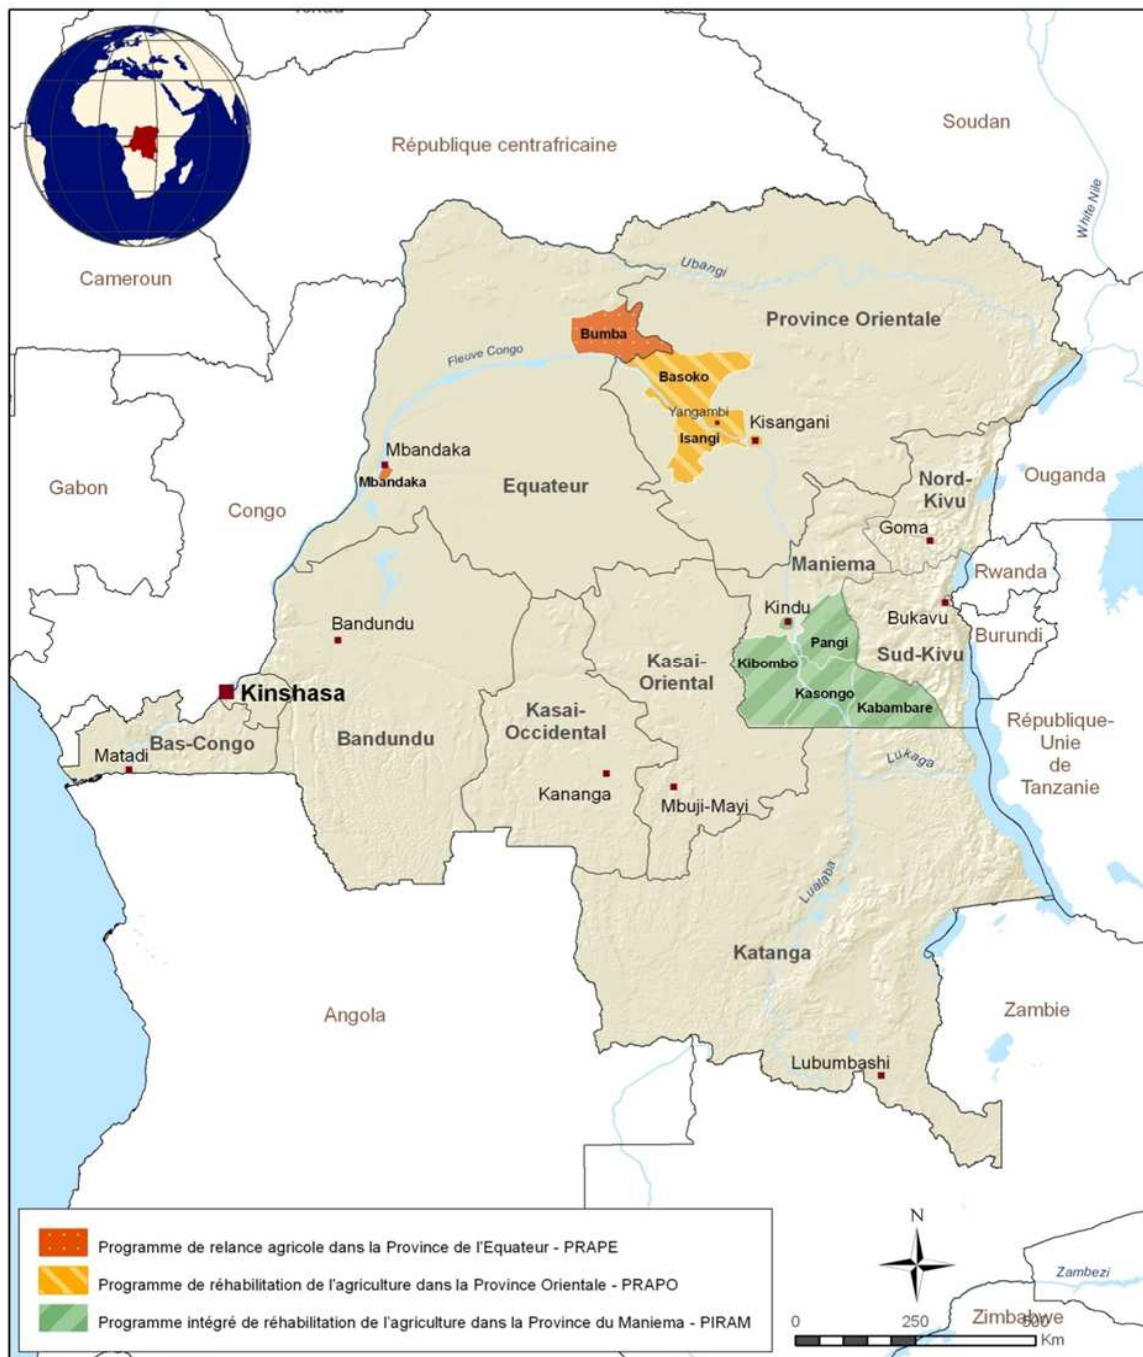 Soudan
République centrafricaine
White Nile
Cameroun
Ubangi
Province Orientale
Bumba
Fleuve Congo
Basoko
Yangambi
Kisangani
Isangi
Mbandaka
Mbandaka
Gabon
Congo
Equateur
Nord-
Kivu
Ouganda
Goma
Maniema
Rwanda
Kindu
Bukavu
Burundi
Bandundu
Pangi
Sud-Kivu
Kibombo
Kasai-
Oriental
Kinshasa
Kasongo
Kabambare
Kasai-
Occidental
Bas-Congo
Bandundu
République-
Unie
de
Tanzanie
Matadi
Lukaga
Kananga
Mbuji-Mayi
Lualaba
Katanga
Angola
Zambie
Lubumbashi
Programme de relance agricole dans la Province de l'Equateur - PRAPE
Programme de réhabilitation de l'agriculture dans la Province Orientale - PRAPO
Programme intégré de réhabilitation de l'agriculture dans la Province du Maniema - PIRAM
N
Zambezi
Zimbabwe
0 250 500
Km